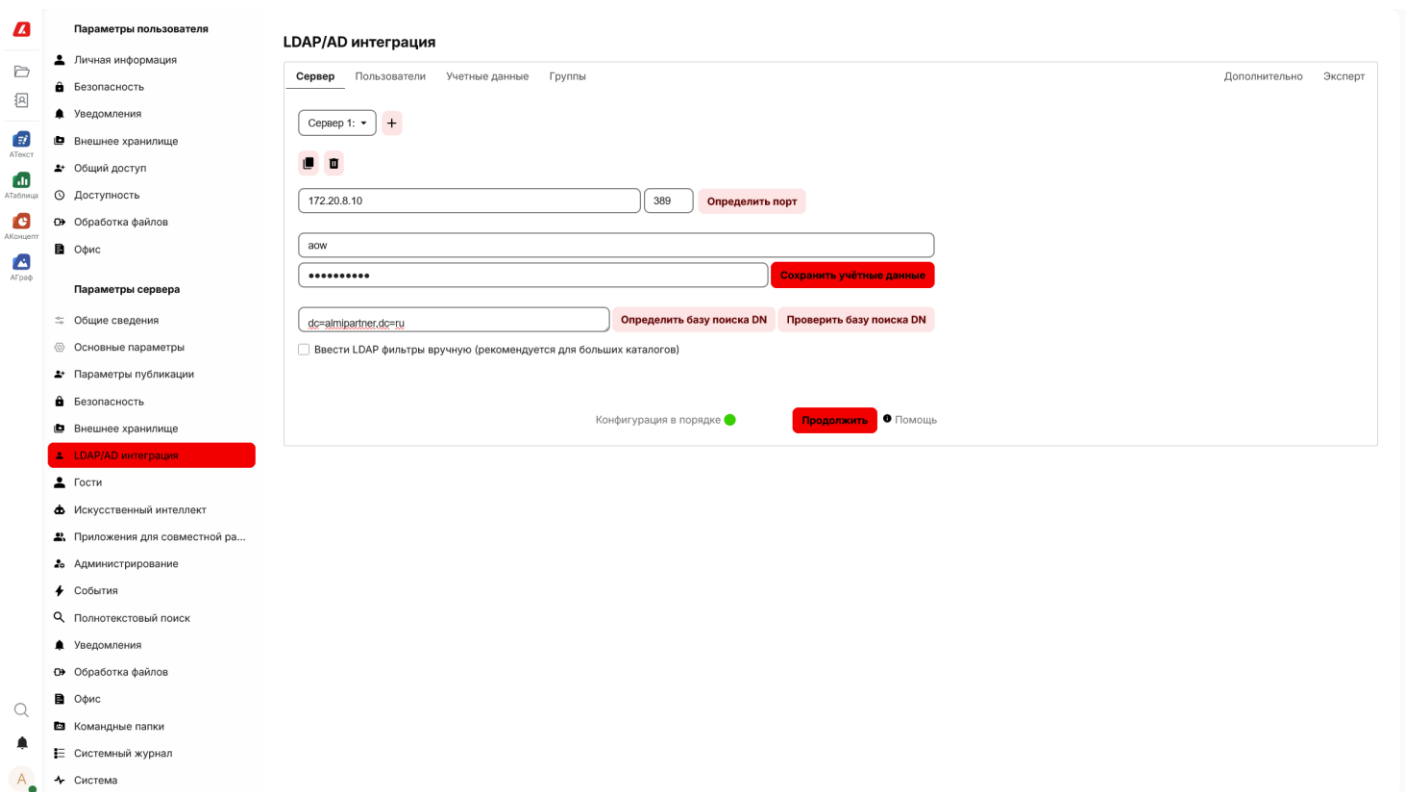 Параметры пользователя
Личная информация
Безопасность
Уведомления
Внешнее хранилище
Общий доступ
Доступность
Обработка файлов
Офис
Параметры сервера
Общие сведения
Основные параметры
Параметры публикации
Безопасность
Внешнее хранилище
LDAP/AD интеграция
Гости
Искусственный интеллект
Приложения для совместной ра...
Администрирование
События
Полнотекстовый поиск
Уведомления
Обработка файлов
Офис
Командные папки
Системный журнал
Система
АТекст
АТаблица
АКонцепт
АГраф
А
LDAP/AD интеграция
Сервер Пользователи Учетные данные Группы Дополнительно Эксперт
Сервер 1: +
172.20.8.10 389 Определить порт
aow
•••••••••• Сохранить учётные данные
dc=almipartner,dc=ru Определить базу поиска DN Проверить базу поиска DN
Ввести LDAP фильтры вручную (рекомендуется для больших каталогов)
Конфигурация в порядке Продолжить Помощь